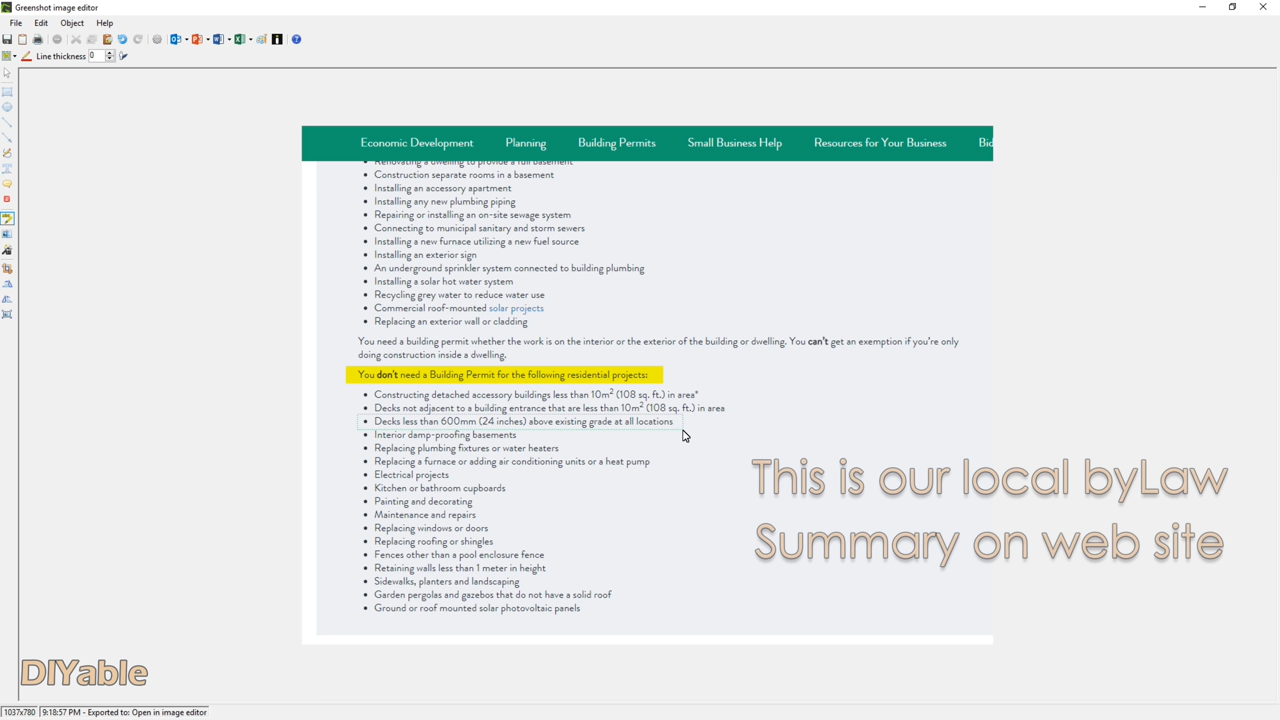 Greenshot image editor
File Edit Object Help
Line thickness 0
Economic Development Planning Building Permits Small Business Help Resources for Your Business Bid
Renovating a dwelling to provide a full basement
• Construction separate rooms in a basement
• Installing an accessory apartment
• Installing any new plumbing piping
• Repairing or installing an on-site sewage system
• Connecting to municipal sanitary and storm sewers
• Installing a new furnace utilizing a new fuel source
• Installing an exterior sign
• An underground sprinkler system connected to building plumbing
• Installing a solar hot water system
• Recycling grey water to reduce water use
• Commercial roof-mounted solar projects
• Replacing an exterior wall or cladding
You need a building permit whether the work is on the interior or the exterior of the building or dwelling. You can't get an exemption if you're only
doing construction inside a dwelling.
You don't need a Building Permit for the following residential projects:
• Constructing detached accessory buildings less than 10m² (108 sq. ft.) in area*
• Decks not adjacent to a building entrance that are less than 10m² (108 sq. ft.) in area
• Decks less than 600mm (24 inches) above existing grade at all locations
• Interior damp-proofing basements
• Replacing plumbing fixtures or water heaters
• Replacing a furnace or adding air conditioning units or a heat pump
• Electrical projects
• Kitchen or bathroom cupboards
• Painting and decorating
• Maintenance and repairs
• Replacing windows or doors
• Replacing roofing or shingles
• Fences other than a pool enclosure fence
• Retaining walls less than 1 meter in height
• Sidewalks, planters and landscaping
• Garden pergolas and gazebos that do not have a solid roof
• Ground or roof mounted solar photovoltaic panels
This is our local byLaw
Summary on web site
DIYable
1037x780 9:18:57 PM - Exported to: Open in image editor